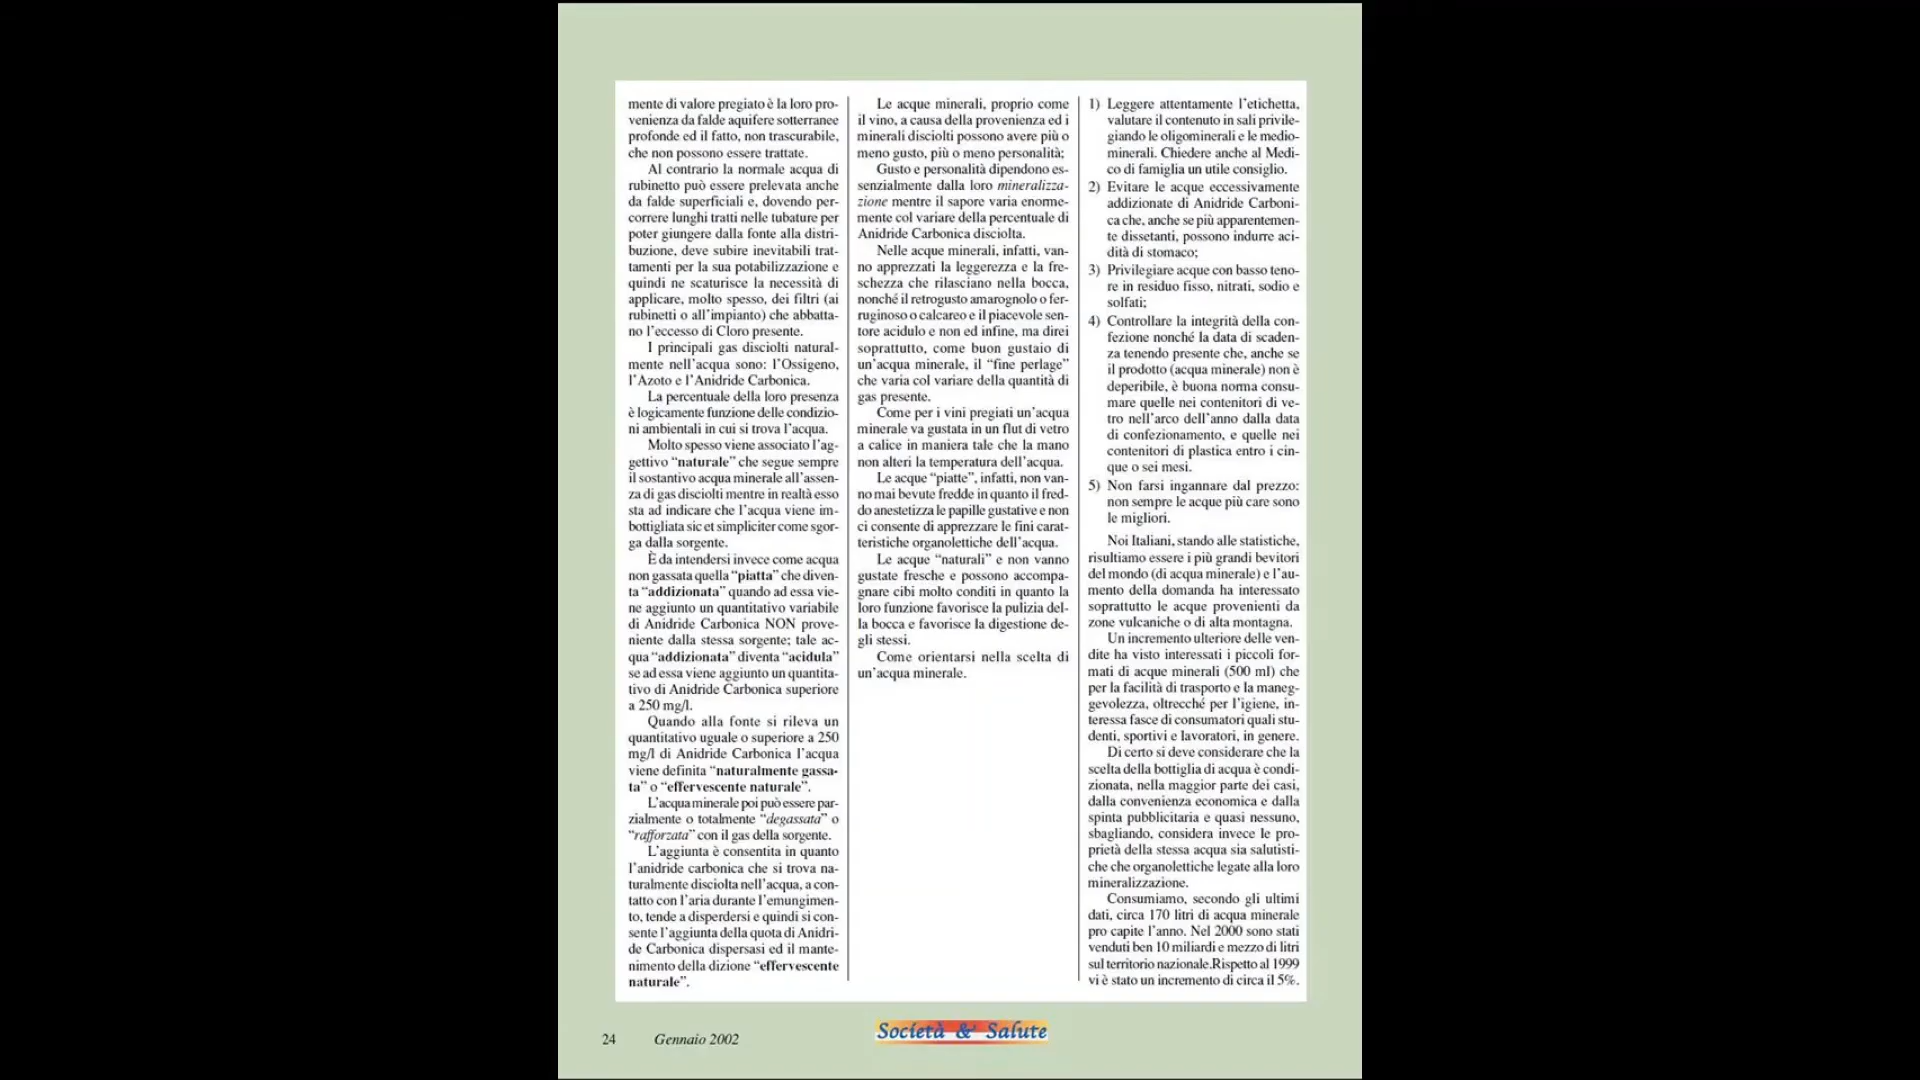 mente di valore pregiato è la loro pro-
venienza da falde aquifere sotterranee
profonde ed il fatto, non trascurabile,
che non possono essere trattate.
Al contrario la normale acqua di
rubinetto può essere prelevata anche
da falde superficiali e, dovendo per-
correre lunghi tratti nelle tubature per
poter giungere dalla fonte alla distri-
buzione, deve subire inevitabili trat-
tamenti per la sua potabilizzazione e
quindi ne scaturisce la necessità di
applicare, molto spesso, dei filtri (ai
rubinetti o all'impianto) che abbatta-
no l'eccesso di Cloro presente.
I principali gas disciolti natural-
mente nell'acqua sono: l'Ossigeno,
l'Azoto e l'Anidride Carbonica.
La percentuale della loro presenza
è logicamente funzione delle condizio-
ni ambientali in cui si trova l'acqua.
Molto spesso viene associato l'ag-
gettivo “naturale” che segue sempre
il sostantivo acqua minerale all'assen-
za di gas disciolti mentre in realtà esso
sta ad indicare che l'acqua viene im-
bottigliata sic et simpliciter come sgor-
ga dalla sorgente.
È da intendersi invece come acqua
non gassata quella “piatta” che diven-
ta “addizionata” quando ad essa vie-
ne aggiunto un quantitativo variabile
di Anidride Carbonica NON prove-
niente dalla stessa sorgente; tale ac-
qua “addizionata” diventa “acidula”
se ad essa viene aggiunto un quantita-
tivo di Anidride Carbonica superiore
a 250 mg/l.
Quando alla fonte si rileva un
quantitativo uguale o superiore a 250
mg/l di Anidride Carbonica l'acqua
viene definita “naturalmente gassa-
ta” o “effervescente naturale”.
L'acqua minerale poi può essere par-
zialmente o totalmente “degassata” o
“rafforzata” con il gas della sorgente.
L'aggiunta è consentita in quanto
l'anidride carbonica che si trova na-
turalmente disciolta nell'acqua, a con-
tatto con l'aria durante l'emungimen-
to, tende a disperdersi e quindi si con-
sente l'aggiunta della quota di Anidri-
de Carbonica dispersasi ed il mante-
nimento della dizione “effervescente
naturale”.
Le acque minerali, proprio come
il vino, a causa della provenienza ed i
minerali disciolti possono avere più o
meno gusto, più o meno personalità;
Gusto e personalità dipendono es-
senzialmente dalla loro mineralizza-
zione mentre il sapore varia enorme-
mente col variare della percentuale di
Anidride Carbonica disciolta.
Nelle acque minerali, infatti, van-
no apprezzati la leggerezza e la fre-
schezza che rilasciano nella bocca,
nonché il retrogusto amarognolo o fer-
ruginoso o calcareo e il piacevole sen-
tore acidulo e non ed infine, ma direi
soprattutto, come buon gustaio di
un'acqua minerale, il “fine perlage”
che varia col variare della quantità di
gas presente.
Come per i vini pregiati un'acqua
minerale va gustata in un flut di vetro
a calice in maniera tale che la mano
non alteri la temperatura dell'acqua.
Le acque “piatte”, infatti, non van-
no mai bevute fredde in quanto il fred-
do anestetizza le papille gustative e non
ci consente di apprezzare le fini carat-
teristiche organolettiche dell'acqua.
Le acque “naturali” e non vanno
gustate fresche e possono accompa-
gnare cibi molto conditi in quanto la
loro funzione favorisce la pulizia del-
la bocca e favorisce la digestione de-
gli stessi.
Come orientarsi nella scelta di
un'acqua minerale.
1) Leggere attentamente l'etichetta,
valutare il contenuto in sali privile-
giando le oligominerali e le medio-
minerali. Chiedere anche al Medi-
co di famiglia un utile consiglio.
2) Evitare le acque eccessivamente
addizionate di Anidride Carboni-
ca che, anche se più apparentemen-
te dissetanti, possono indurre aci-
dità di stomaco;
3) Privilegiare acque con basso teno-
re in residuo fisso, nitrati, sodio e
solfati;
4) Controllare la integrità della con-
fezione nonché la data di scaden-
za tenendo presente che, anche se
il prodotto (acqua minerale) non è
deperibile, è buona norma consu-
mare quelle nei contenitori di ve-
tro nell'arco dell'anno dalla data
di confezionamento, e quelle nei
contenitori di plastica entro i cin-
que o sei mesi.
5) Non farsi ingannare dal prezzo:
non sempre le acque più care sono
le migliori.
Noi Italiani, stando alle statistiche,
risultiamo essere i più grandi bevitori
del mondo (di acqua minerale) e l'au-
mento della domanda ha interessato
soprattutto le acque provenienti da
zone vulcaniche o di alta montagna.
Un incremento ulteriore delle ven-
dite ha visto interessati i piccoli for-
mati di acque minerali (500 ml) che
per la facilità di trasporto e la maneg-
gevolezza, oltrecché per l'igiene, in-
teressa fasce di consumatori quali stu-
denti, sportivi e lavoratori, in genere.
Di certo si deve considerare che la
scelta della bottiglia di acqua è condi-
zionata, nella maggior parte dei casi,
dalla convenienza economica e dalla
spinta pubblicitaria e quasi nessuno,
sbagliando, considera invece le pro-
prietà della stessa acqua sia salutisti-
che che organolettiche legate alla loro
mineralizzazione.
Consumiamo, secondo gli ultimi
dati, circa 170 litri di acqua minerale
pro capite l'anno. Nel 2000 sono stati
venduti ben 10 miliardi e mezzo di litri
sul territorio nazionale.Rispetto al 1999
vi è stato un incremento di circa il 5%.
24 Gennaio 2002 Società & Salute